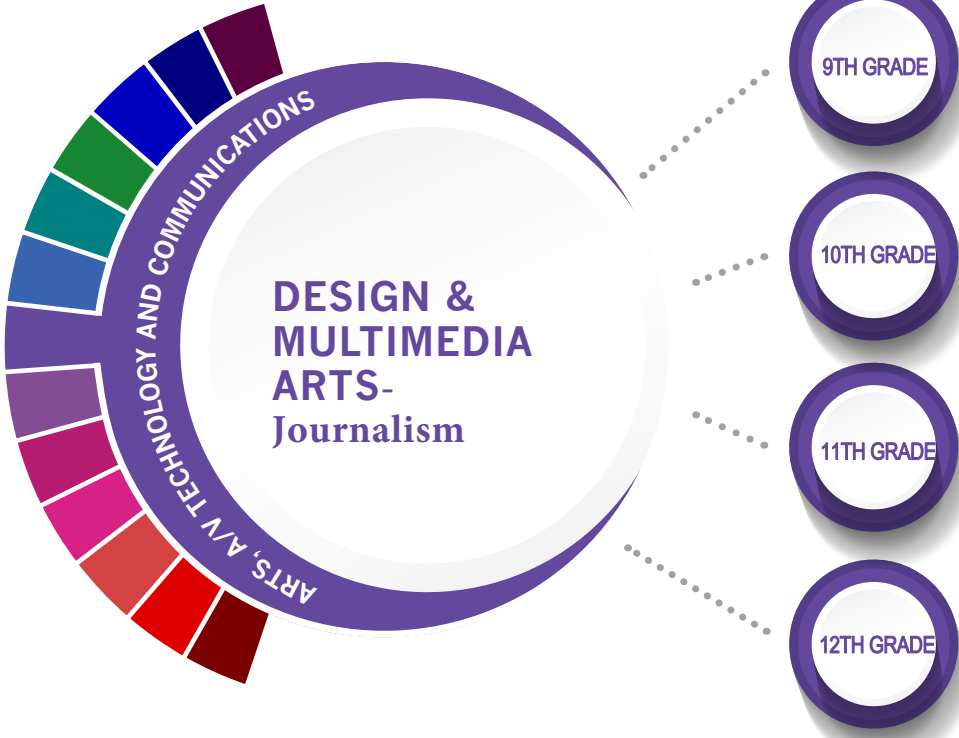 ARTS, A/V TECHNOLOGY AND COMMUNICATIONS
DESIGN &
MULTIMEDIA
ARTS-
Journalism
9TH GRADE
10TH GRADE
11TH GRADE
12TH GRADE